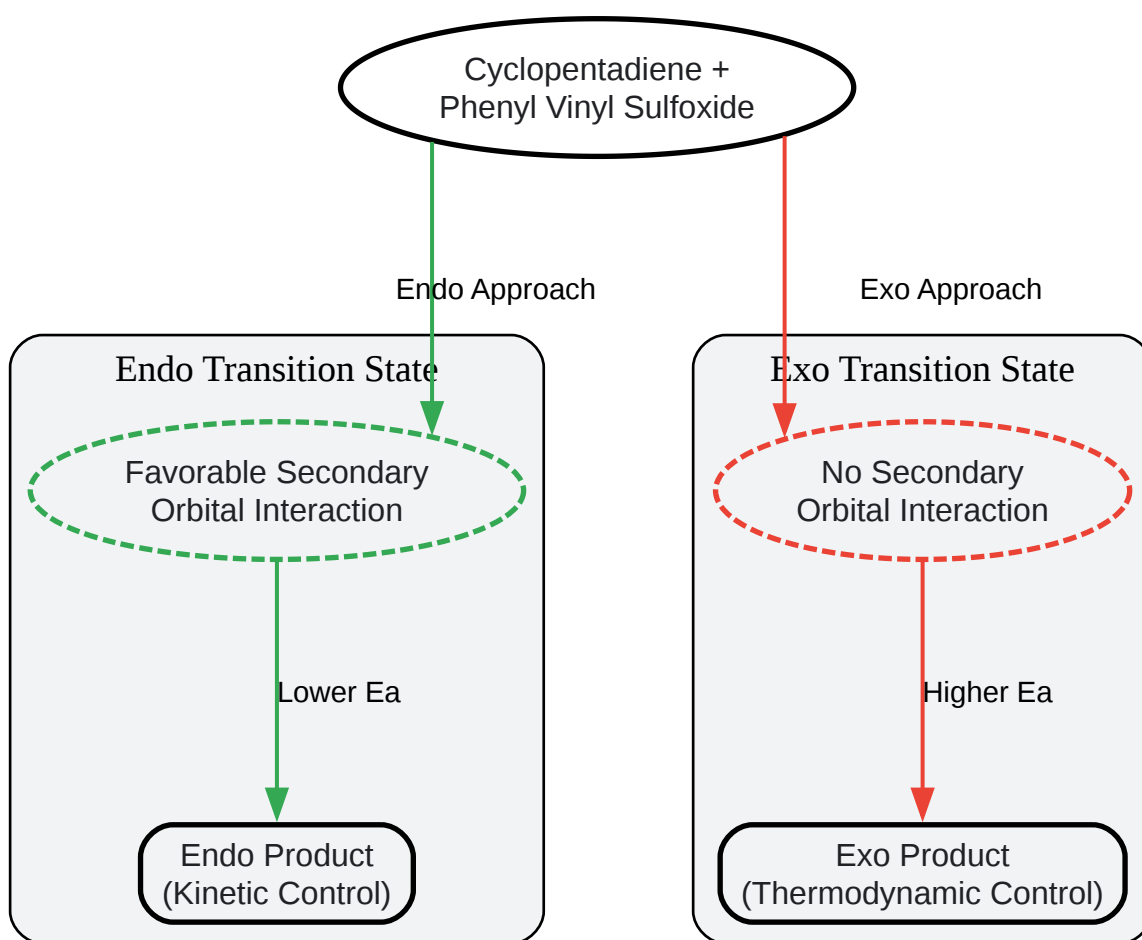 Cyclopentadiene +
Phenyl Vinyl Sulfoxide
Endo Approach
Exo Approach
Endo Transition State
Exo Transition State
Favorable Secondary
Orbital Interaction
No Secondary
Orbital Interaction
Lower Ea
Higher Ea
Endo Product
(Kinetic Control)
Exo Product
(Thermodynamic Control)